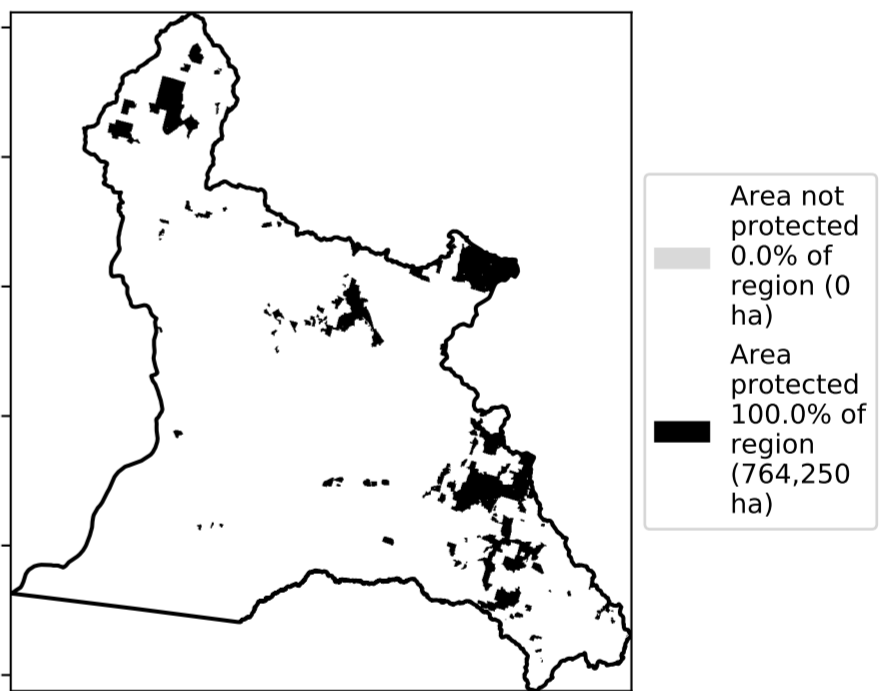 Area not
protected
0.0% of
region (0
ha)
Area
protected
100.0% of
region
(764,250
ha)